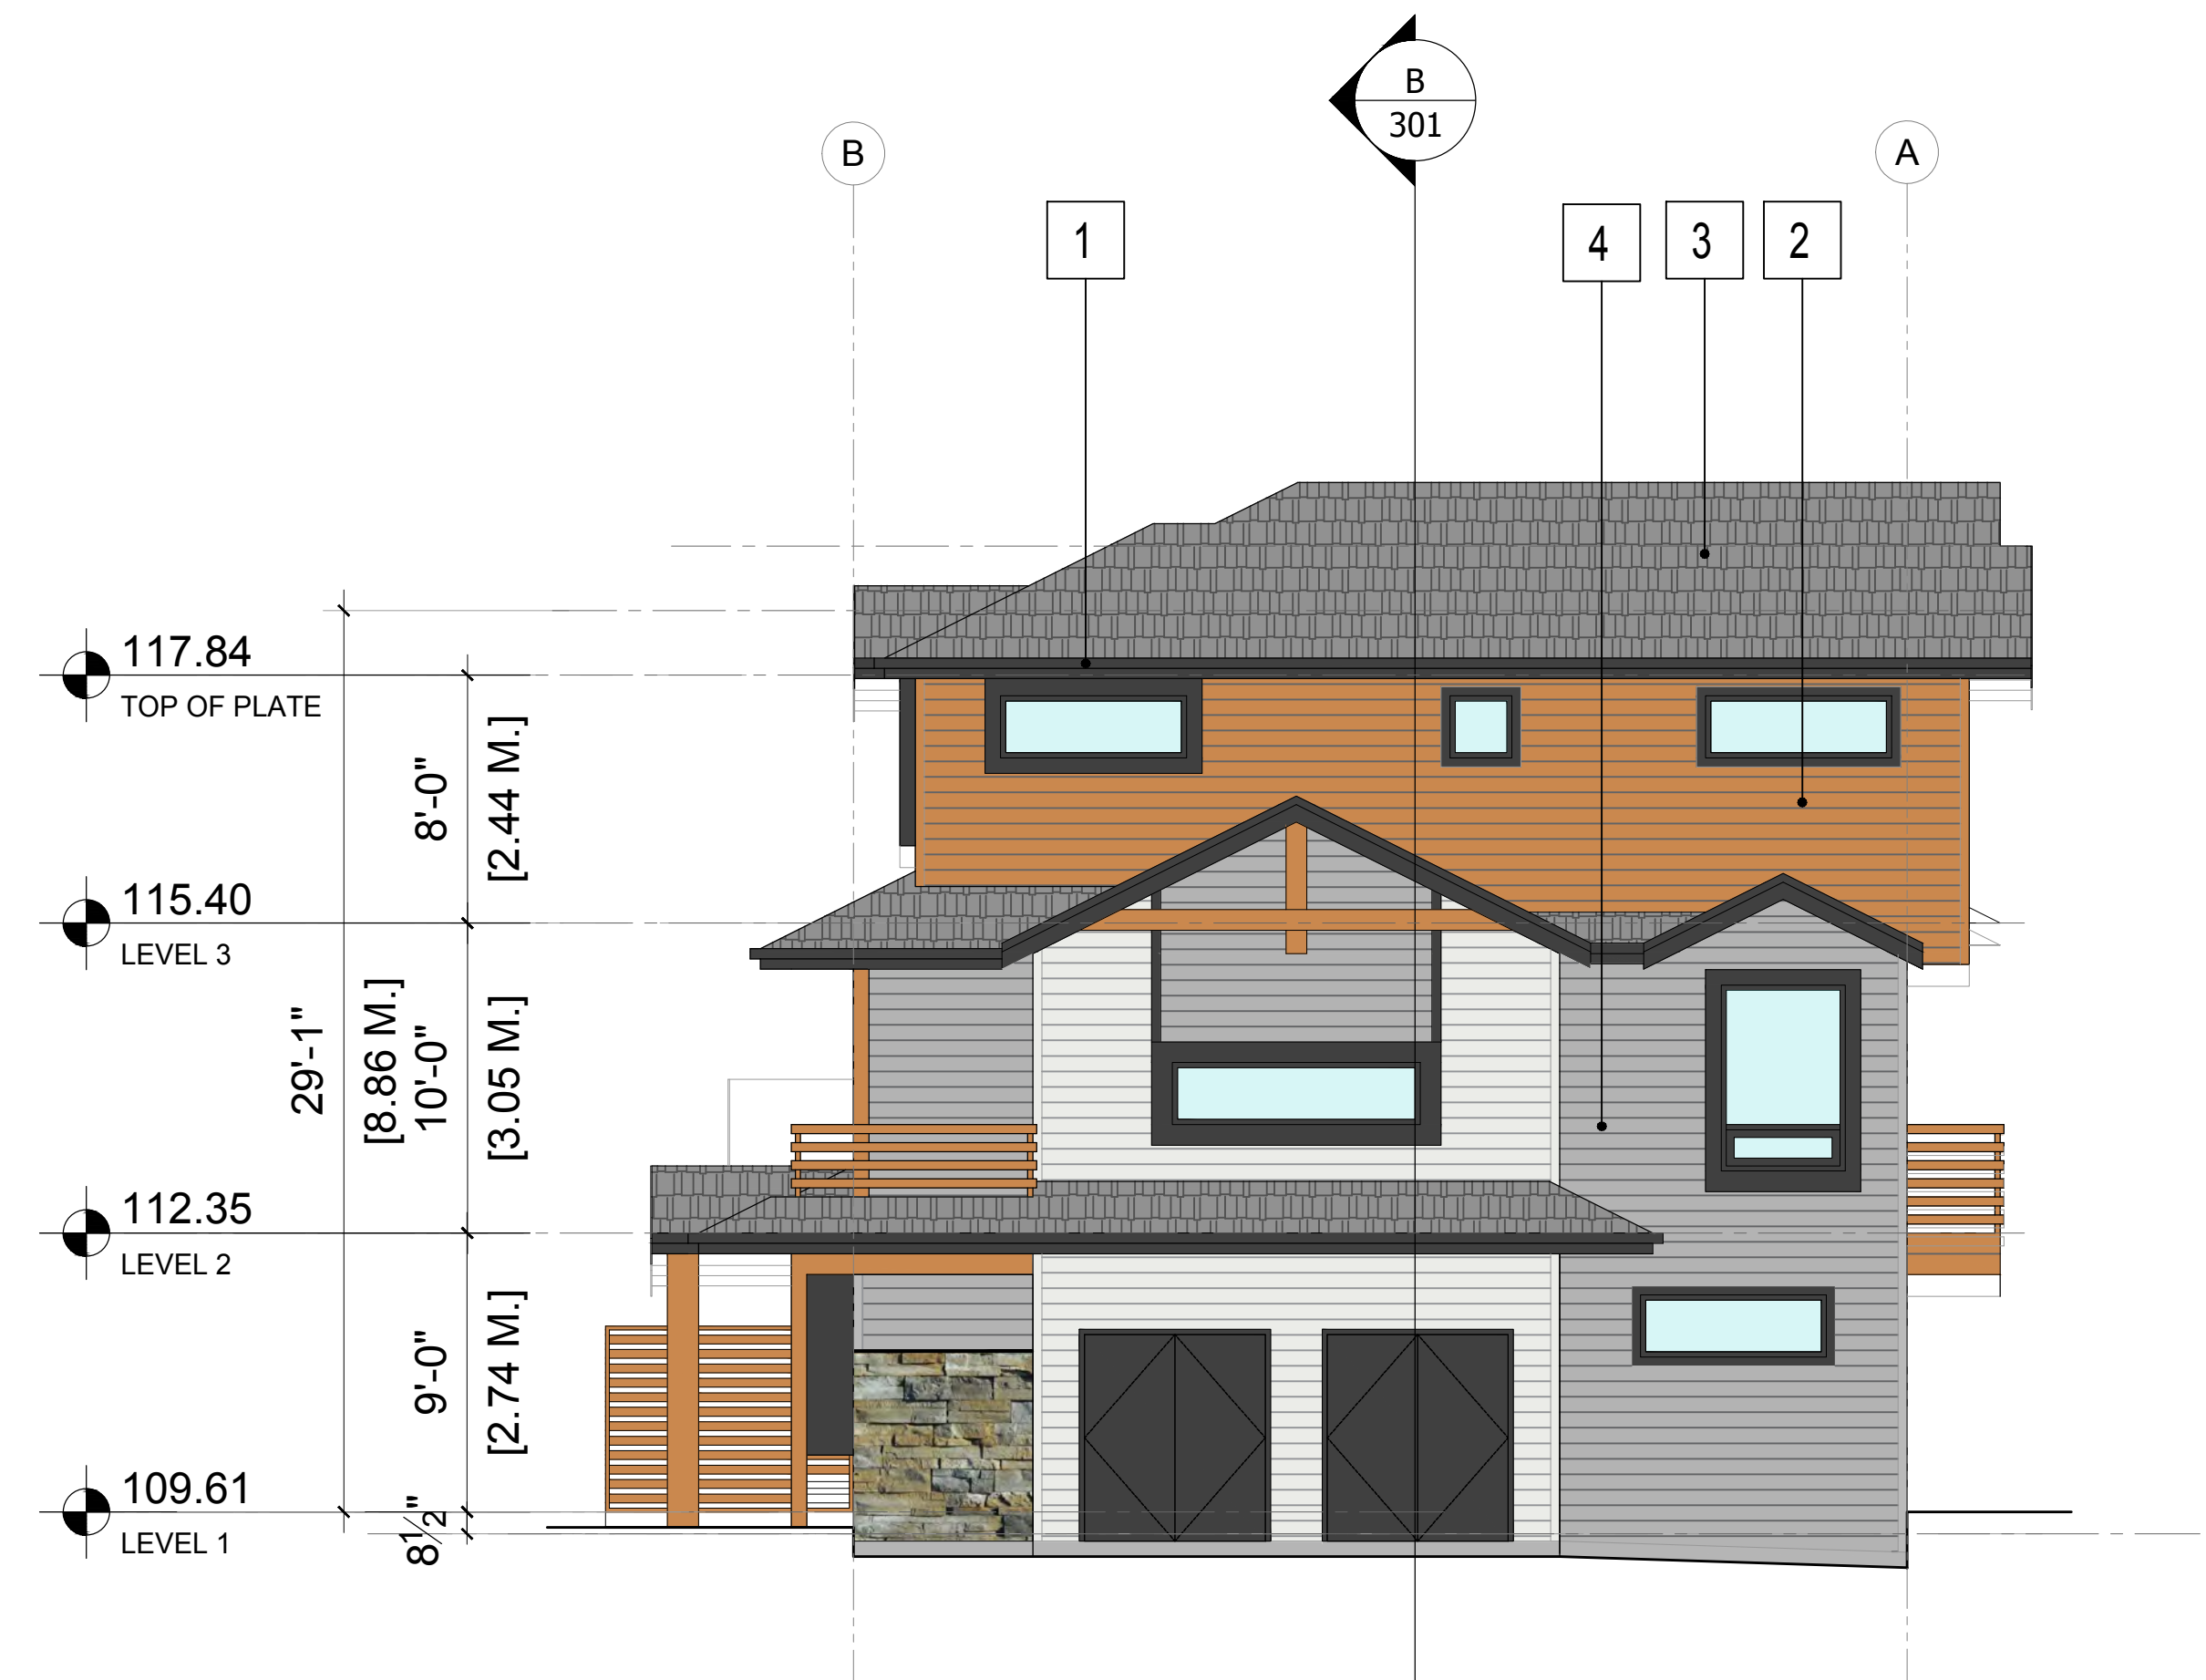 B
301
B
A
1
4
3
2
117.84
TOP OF PLATE
8'-0"
[2.44 M.]
115.40
LEVEL 3
29'-1"
[8.86 M.]
10'-0"
[3.05 M.]
112.35
LEVEL 2
9'-0"
[2.74 M.]
109.61
LEVEL 1
8 1/2"